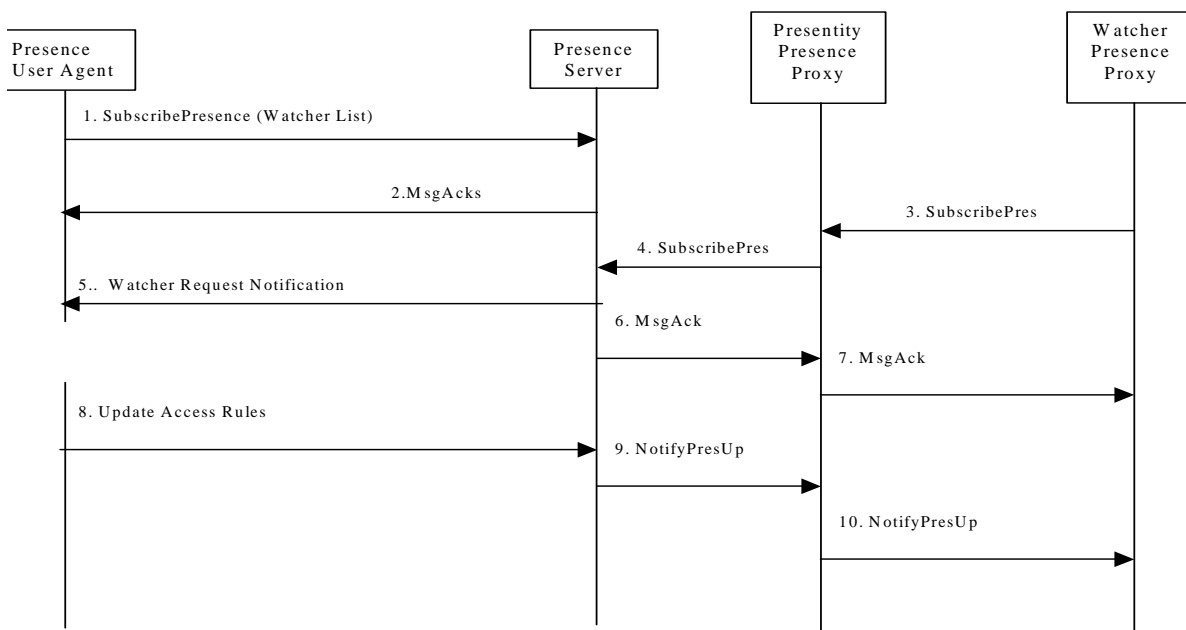 Presence
User Agent
Presence
Server
Presentity
Presence
Proxy
Watcher
Presence
Proxy
1. SubscribePresence (Watcher List)
2.MsgAcks
3. SubscribePres
4. SubscribePres
5.. Watcher Request Notification
6. MsgAck
7. MsgAck
8. Update Access Rules
9. NotifyPresUp
10. NotifyPresUp